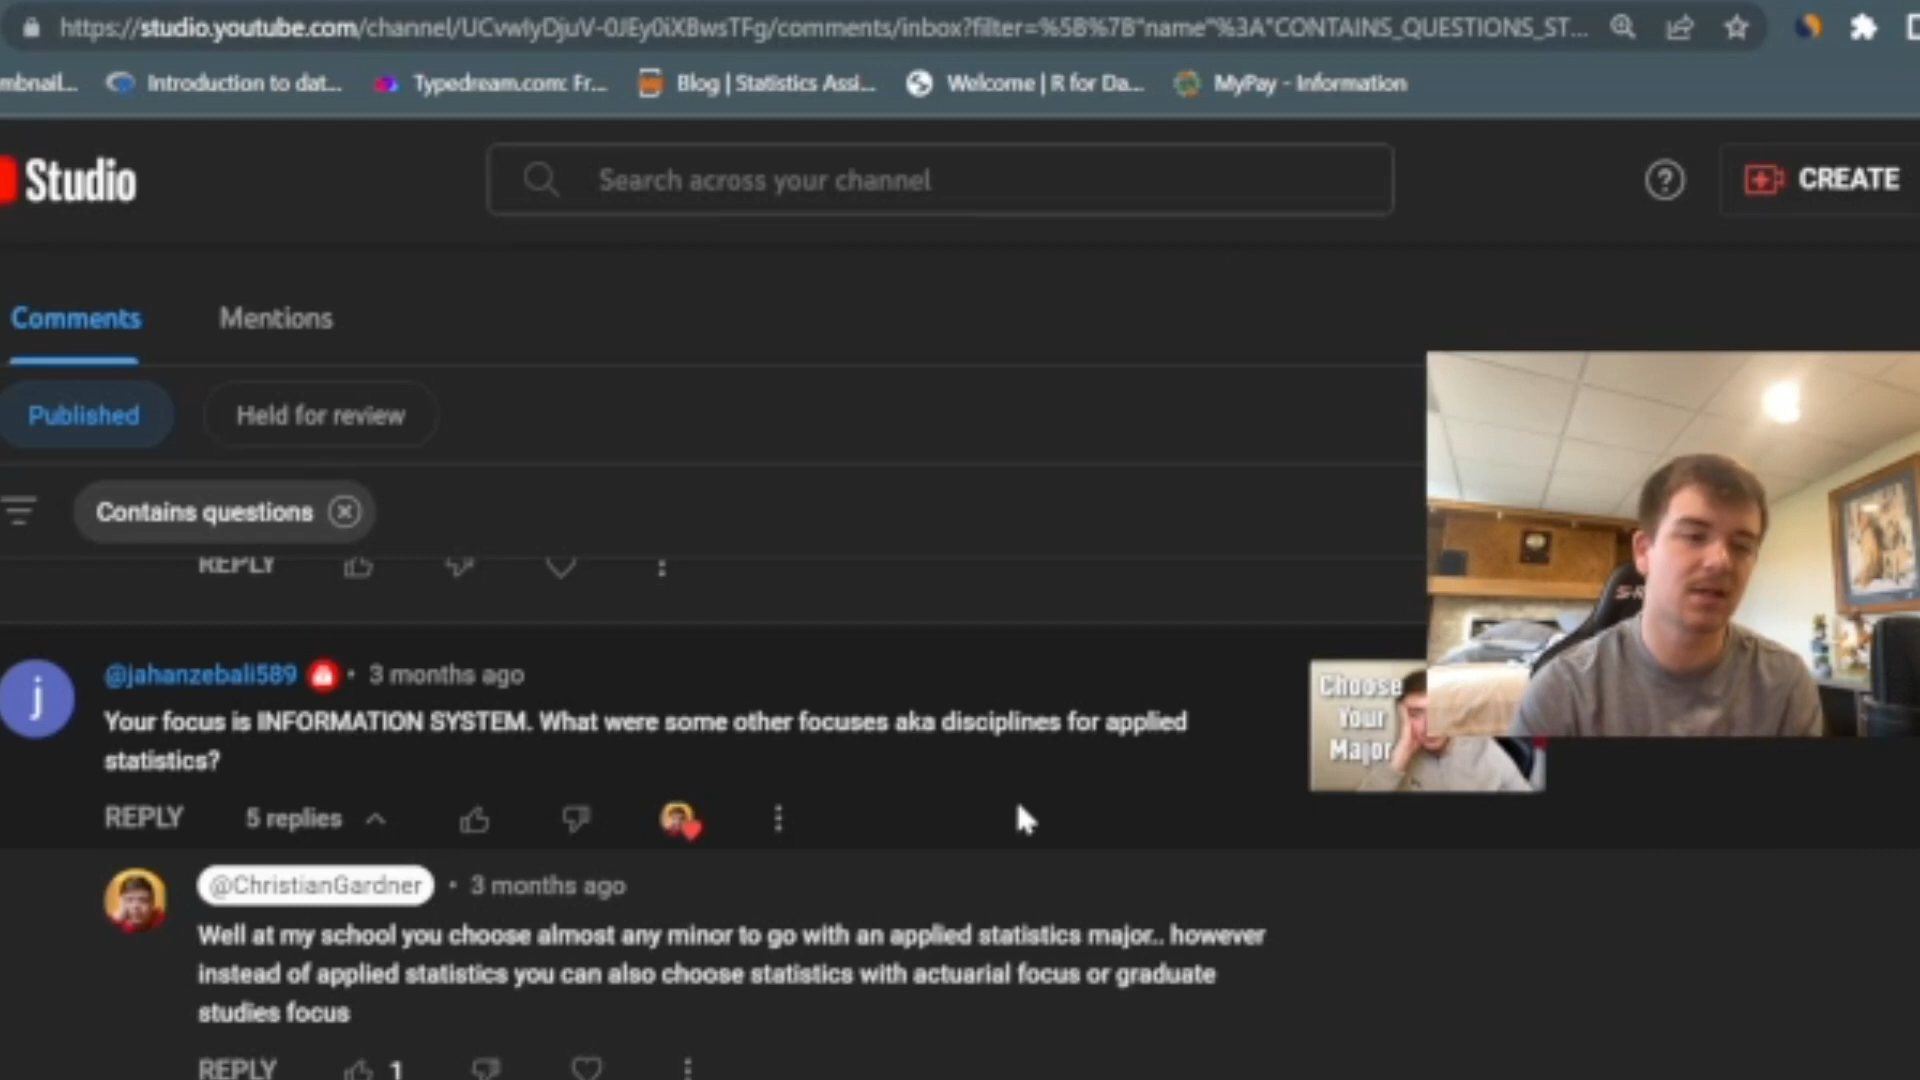 https://studio.youtube.com/channel/UCvwIyDjuV-0JEy0iXBwsTFg/comments/inbox?filter=%5B%7B"name"%3A"CONTAINS_QUESTIONS_ST...
mbnail... Introduction to dat... Typedream.com: Fr... Blog | Statistics Assi... Welcome | R for Da... MyPay - Information
Studio Search across your channel CREATE
Comments Mentions
Published Held for review
Contains questions
REPLY
@jahanzebali589 • 3 months ago
Your focus is INFORMATION SYSTEM. What were some other focuses aka disciplines for applied
statistics?
Choose
Your
Major
REPLY 5 replies
@ChristianGardner • 3 months ago
Well at my school you choose almost any minor to go with an applied statistics major.. however
instead of applied statistics you can also choose statistics with actuarial focus or graduate
studies focus
REPLY 1